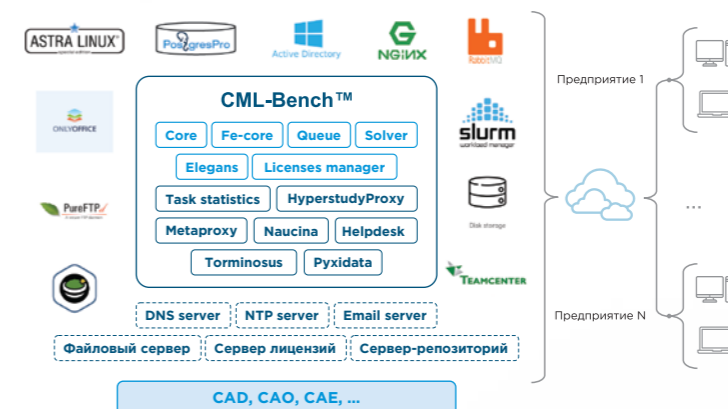 ASTRA LINUX®
PostgresPro
Active Directory
NGINX
RabbitMQ
Предприятие 1
CML-Bench™
ONLYOFFICE
Core
Fe-core
Queue
Solver
slurm
workload manager
Elegans
Licenses manager
Task statistics
HyperstudyProxy
PureFTP
Metaproxy
Naucina
Helpdesk
Disk storage
...
Torminosus
Pyxidata
TEAMCENTER
DNS server
NTP server
Email server
Предприятие N
Файловый сервер
Сервер лицензий
Сервер-репозиторий
CAD, CAO, CAE, ...